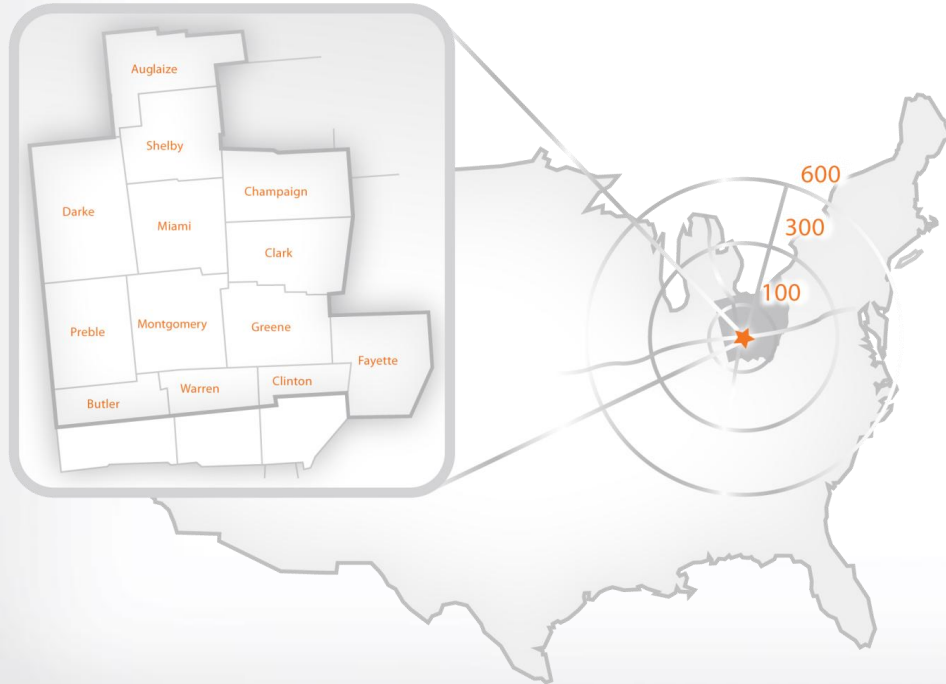 Auglaize
Shelby
Champaign
Darke
Miami
Clark
Preble
Montgomery
Greene
Fayette
Butler
Warren
Clinton
600
300
100